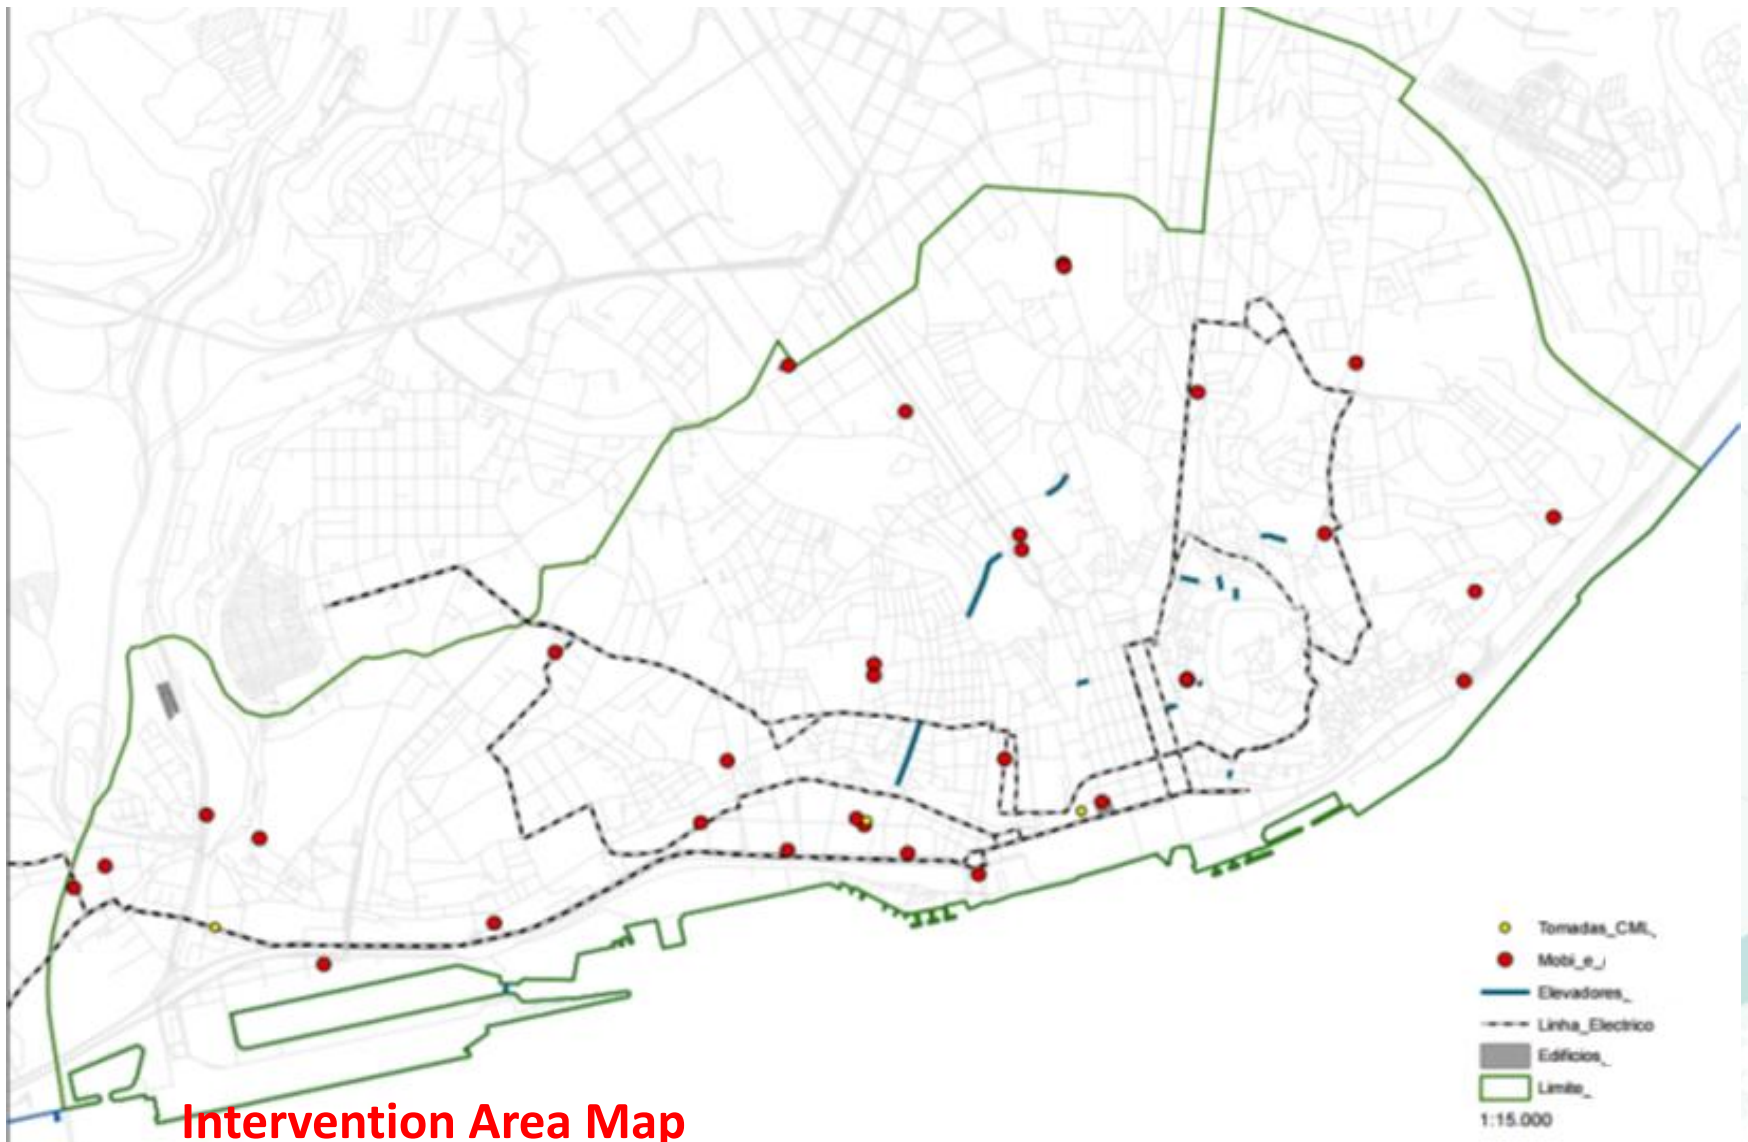 Tomadas_CML_
Mobi_e_
Elevadores_
Linha_Electrico
Edificios_
Limite_
1:15.000
Intervention Area Map